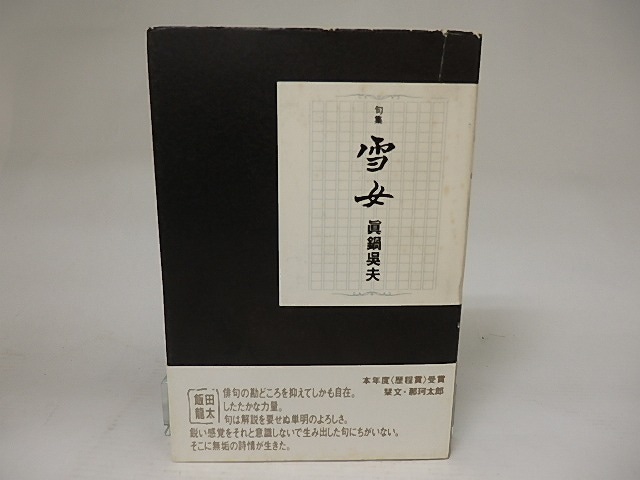 句集
雪女
眞鍋呉夫
本年度〈歴程賞〉受賞
撰文・那珂太郎
飯田龍太
俳句の勘どころを抑えてしかも自在。
したたかな力量。
句は解説を要せぬ単明のよろしさ。
鋭い感覚をそれと意識しないで生み出した句にちがいない。
そこに無垢の詩情が生きた。